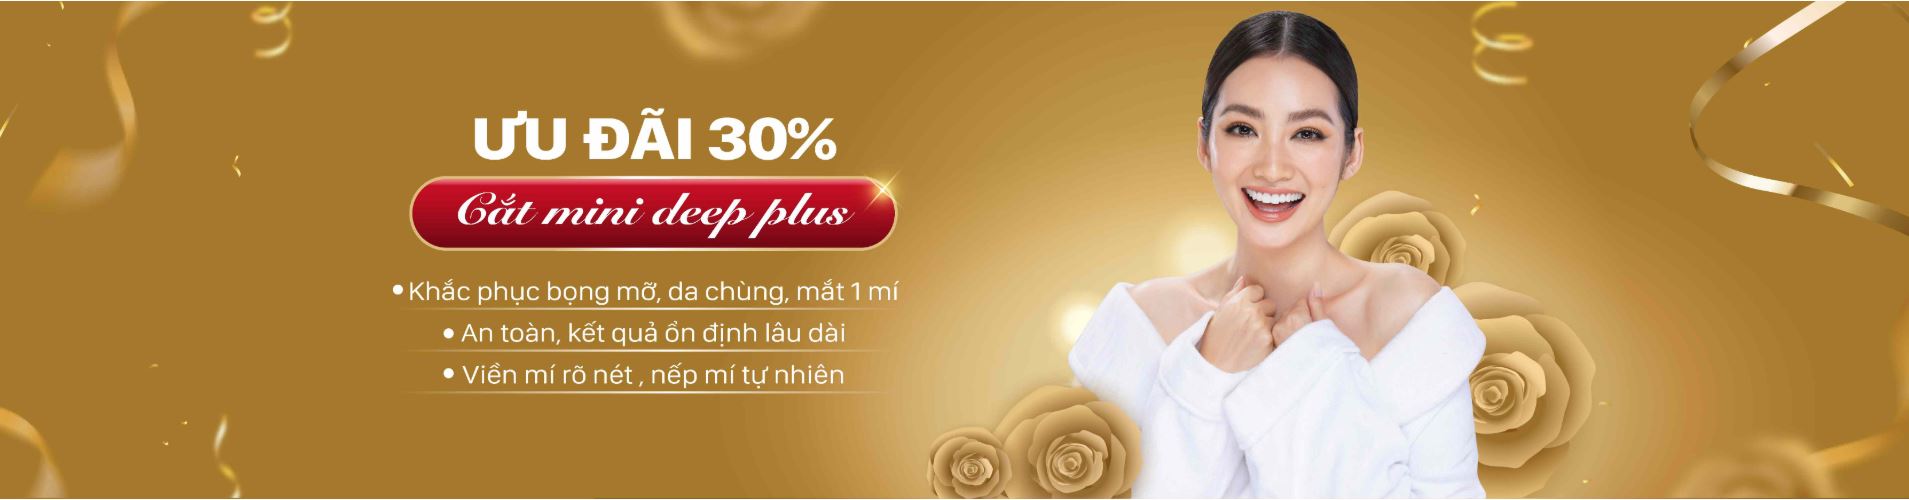 ƯU ĐÃI 30%
Cắt mini deep plus
• Khắc phục bọng mỡ, da chùng, mắt 1 mí
• An toàn, kết quả ổn định lâu dài
• Viền mí rõ nét , nếp mí tự nhiên